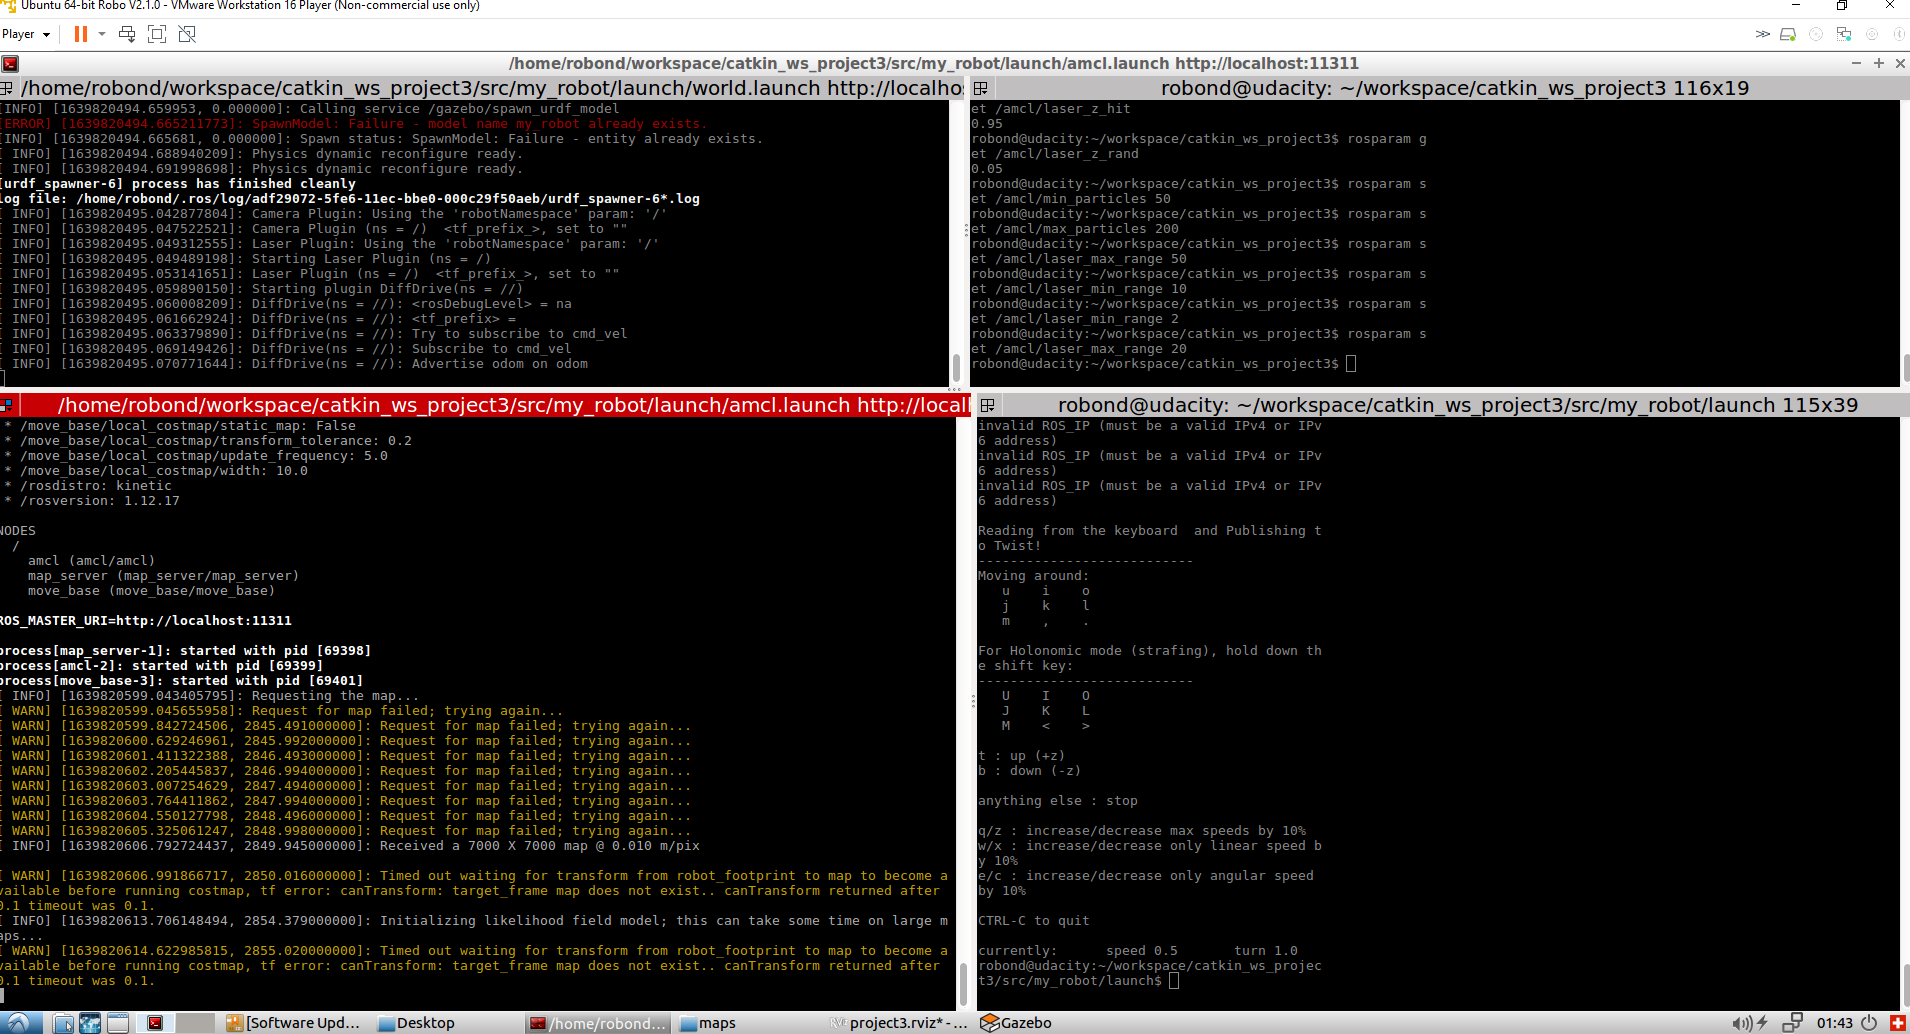 Ubuntu 64-bit Robo V2.1.0 - VMware Workstation 16 Player (Non-commercial use only)
Player
/home/robond/workspace/catkin_ws_project3/src/my_robot/launch/amcl.launch http://localhost:11311
/home/robond/workspace/catkin_ws_project3/src/my_robot/launch/world.launch http://localho
[INFO] [1639820494.659953, 0.000000]: Calling service /gazebo/spawn_urdf_model
[ERROR] [1639820494.665211773]: SpawnModel: Failure - model name my_robot already exists.
[INFO] [1639820494.665681, 0.000000]: Spawn status: SpawnModel: Failure - entity already exists.
[ INFO] [1639820494.688940209]: Physics dynamic reconfigure ready.
[ INFO] [1639820494.691998698]: Physics dynamic reconfigure ready.
[urdf_spawner-6] process has finished cleanly
log file: /home/robond/.ros/log/adf29072-5fe6-11ec-bbe0-000c29f50aeb/urdf_spawner-6*.log
[ INFO] [1639820495.042877804]: Camera Plugin: Using the 'robotNamespace' param: '/'
[ INFO] [1639820495.047522521]: Camera Plugin (ns = /)  <tf_prefix_>, set to ""
[ INFO] [1639820495.049312555]: Laser Plugin: Using the 'robotNamespace' param: '/'
[ INFO] [1639820495.049489198]: Starting Laser Plugin (ns = /)
[ INFO] [1639820495.053141651]: Laser Plugin (ns = /)  <tf_prefix_>, set to ""
[ INFO] [1639820495.059890150]: Starting plugin DiffDrive(ns = //)
[ INFO] [1639820495.060008209]: DiffDrive(ns = //): <rosDebugLevel> = na
[ INFO] [1639820495.061662924]: DiffDrive(ns = //): <tf_prefix> =
[ INFO] [1639820495.063379890]: DiffDrive(ns = //): Try to subscribe to cmd_vel
[ INFO] [1639820495.069149426]: DiffDrive(ns = //): Subscribe to cmd_vel
[ INFO] [1639820495.070771644]: DiffDrive(ns = //): Advertise odom on odom
robond@udacity: ~/workspace/catkin_ws_project3 116x19
et /amcl/laser_z_hit
0.95
robond@udacity:~/workspace/catkin_ws_project3$ rosparam g
et /amcl/laser_z_rand
0.05
robond@udacity:~/workspace/catkin_ws_project3$ rosparam s
et /amcl/min_particles 50
robond@udacity:~/workspace/catkin_ws_project3$ rosparam s
et /amcl/max_particles 200
robond@udacity:~/workspace/catkin_ws_project3$ rosparam s
et /amcl/laser_max_range 50
robond@udacity:~/workspace/catkin_ws_project3$ rosparam s
et /amcl/laser_min_range 10
robond@udacity:~/workspace/catkin_ws_project3$ rosparam s
et /amcl/laser_min_range 2
robond@udacity:~/workspace/catkin_ws_project3$ rosparam s
et /amcl/laser_max_range 20
robond@udacity:~/workspace/catkin_ws_project3$
/home/robond/workspace/catkin_ws_project3/src/my_robot/launch/amcl.launch http://locall
* /move_base/local_costmap/static_map: False
* /move_base/local_costmap/transform_tolerance: 0.2
* /move_base/local_costmap/update_frequency: 5.0
* /move_base/local_costmap/width: 10.0
* /rosdistro: kinetic
* /rosversion: 1.12.17
NODES
/
amcl (amcl/amcl)
map_server (map_server/map_server)
move_base (move_base/move_base)
ROS_MASTER_URI=http://localhost:11311
process[map_server-1]: started with pid [69398]
process[amcl-2]: started with pid [69399]
process[move_base-3]: started with pid [69401]
[ INFO] [1639820599.043405795]: Requesting the map...
[ WARN] [1639820599.045655958]: Request for map failed; trying again...
[ WARN] [1639820599.842724506, 2845.491000000]: Request for map failed; trying again...
[ WARN] [1639820600.629246961, 2845.992000000]: Request for map failed; trying again...
[ WARN] [1639820601.411322388, 2846.493000000]: Request for map failed; trying again...
[ WARN] [1639820602.205445837, 2846.994000000]: Request for map failed; trying again...
[ WARN] [1639820603.007254629, 2847.494000000]: Request for map failed; trying again...
[ WARN] [1639820603.764411862, 2847.994000000]: Request for map failed; trying again...
[ WARN] [1639820604.550127798, 2848.496000000]: Request for map failed; trying again...
[ WARN] [1639820605.325061247, 2848.998000000]: Request for map failed; trying again...
[ INFO] [1639820606.792724437, 2849.945000000]: Received a 7000 X 7000 map @ 0.010 m/pix
[ WARN] [1639820606.991866717, 2850.016000000]: Timed out waiting for transform from robot_footprint to map to become a
vailable before running costmap, tf error: canTransform: target_frame map does not exist.. canTransform returned after
0.1 timeout was 0.1.
[ INFO] [1639820613.706148494, 2854.379000000]: Initializing likelihood field model; this can take some time on large m
aps...
[ WARN] [1639820614.622985815, 2855.020000000]: Timed out waiting for transform from robot_footprint to map to become a
vailable before running costmap, tf error: canTransform: target_frame map does not exist.. canTransform returned after
0.1 timeout was 0.1.
robond@udacity: ~/workspace/catkin_ws_project3/src/my_robot/launch 115x39
invalid ROS_IP (must be a valid IPv4 or IPv
6 address)
invalid ROS_IP (must be a valid IPv4 or IPv
6 address)
invalid ROS_IP (must be a valid IPv4 or IPv
6 address)
Reading from the keyboard  and Publishing t
o Twist!
---------------------------
Moving around:
u    i    o
j    k    l
m    ,    .
For Holonomic mode (strafing), hold down th
e shift key:
---------------------------
U    I    O
J    K    L
M    <    >
t : up (+z)
b : down (-z)
anything else : stop
q/z : increase/decrease max speeds by 10%
w/x : increase/decrease only linear speed b
y 10%
e/c : increase/decrease only angular speed
by 10%
CTRL-C to quit
currently:      speed 0.5       turn 1.0
robond@udacity:~/workspace/catkin_ws_projec
t3/src/my_robot/launch$
[Software Upd...
Desktop
/home/robond...
maps
project3.rviz* - ...
Gazebo
01:43